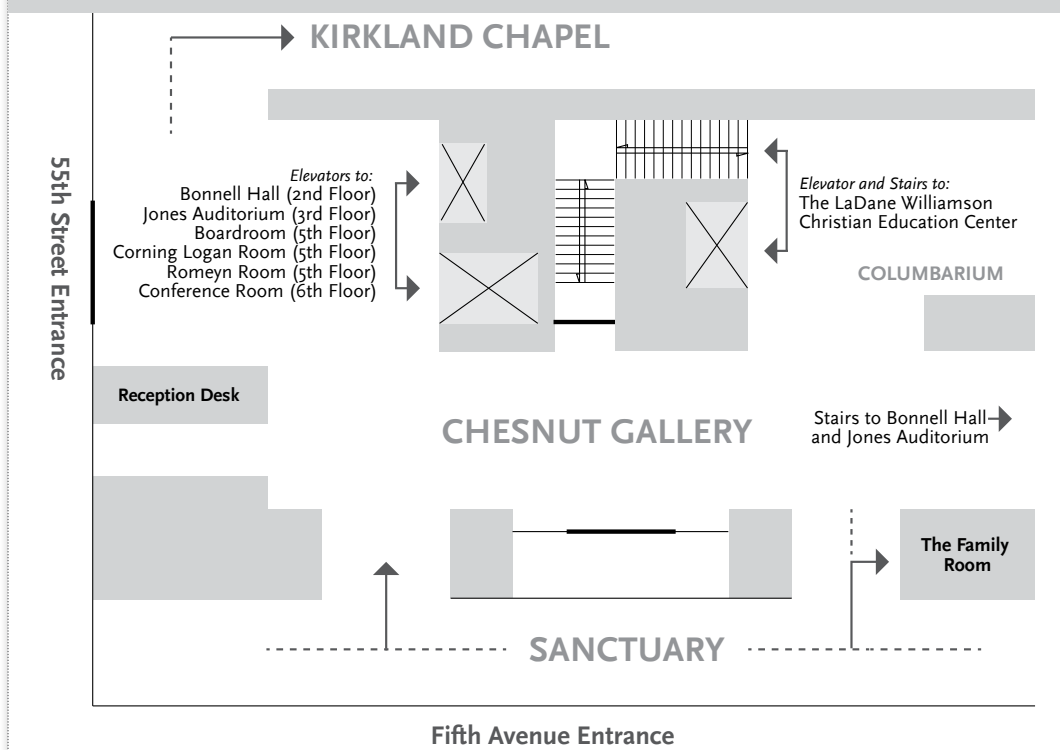 KIRKLAND CHAPEL
55th Street Entrance
Elevators to:
Bonnell Hall (2nd Floor)
Jones Auditorium (3rd Floor)
Boardroom (5th Floor)
Corning Logan Room (5th Floor)
Romeyn Room (5th Floor)
Conference Room (6th Floor)
Elevator and Stairs to:
The LaDane Williamson
Christian Education Center
COLUMBARIUM
Reception Desk
CHESNUT GALLERY
Stairs to Bonnell Hall
and Jones Auditorium
The Family
Room
SANCTUARY
Fifth Avenue Entrance